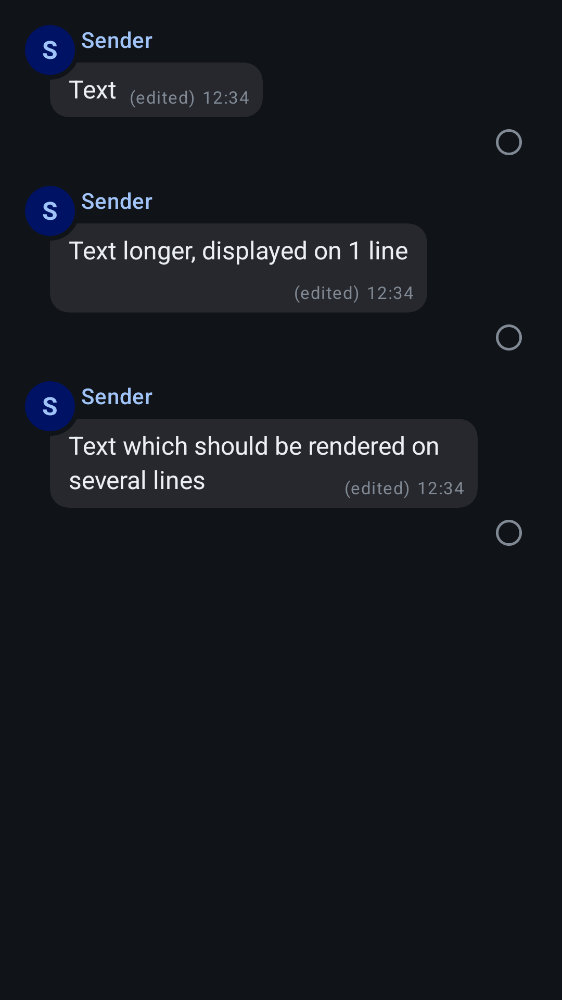 S Sender
Text (edited) 12:34
S Sender
Text longer, displayed on 1 line
(edited) 12:34
S Sender
Text which should be rendered on
several lines (edited) 12:34